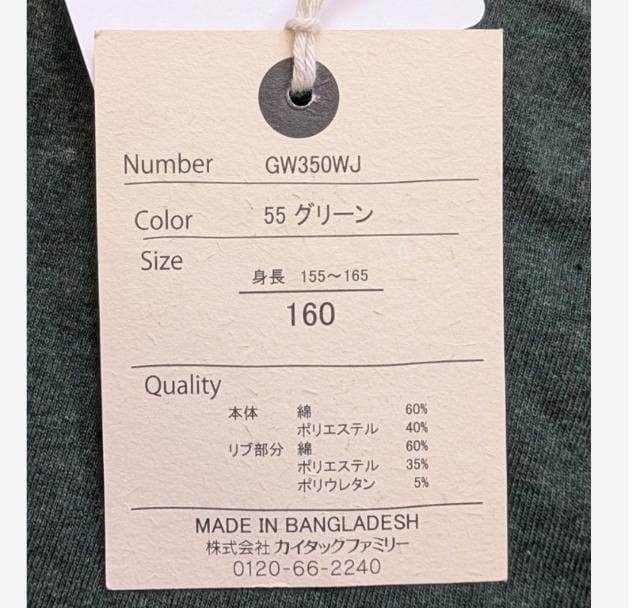 Number GW350WJ
Color 55 グリーン
Size
身長 155～165
160
Quality
本体 綿 60%
ポリエステル 40%
リブ部分 綿 60%
ポリエステル 35%
ポリウレタン 5%
MADE IN BANGLADESH
株式会社 カイタックファミリー
0120-66-2240